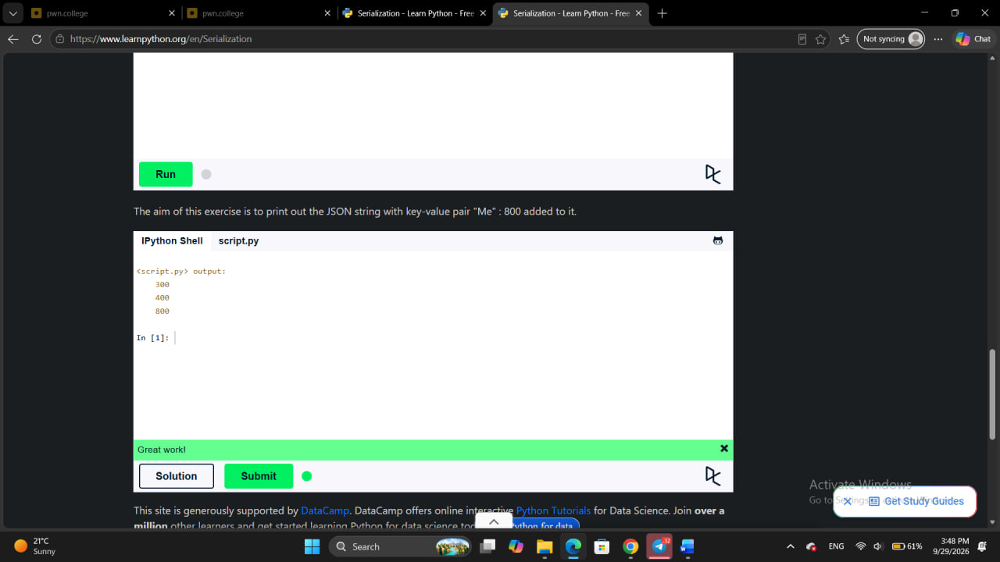 pwn.college
pwn.college
Serialization - Learn Python - Free
Serialization - Learn Python - Free
https://www.learnpython.org/en/Serialization
Not syncing
Chat
Run
The aim of this exercise is to print out the JSON string with key-value pair "Me" : 800 added to it.
IPython Shell
script.py
<script.py> output:
300
400
800
In [1]:
Great work!
Solution
Submit
This site is generously supported by DataCamp. DataCamp offers online interactive Python Tutorials for Data Science. Join over a
million other learners and get started learning Python for data science
Python for data
Activate Windows
Go to Settings
Get Study Guides
21°C
Sunny
Search
32
ENG
61%
3:48 PM
9/29/2026